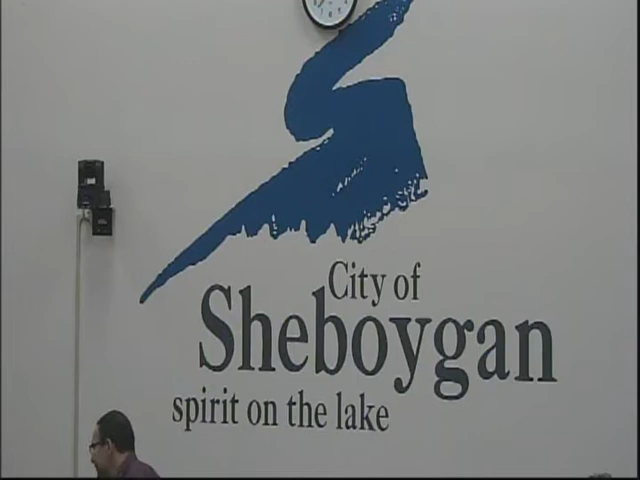 City of
Sheboygan
spirit on the lake